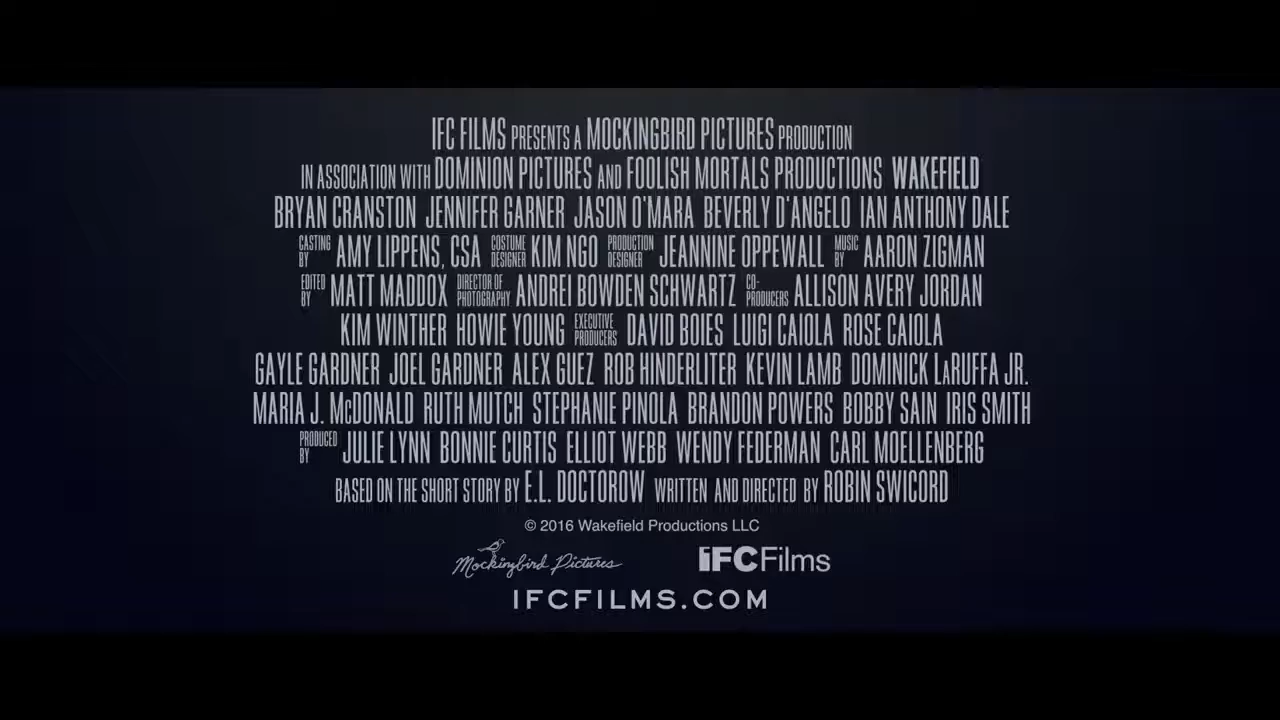 IFC FILMS PRESENTS A MOCKINGBIRD PICTURES PRODUCTION
IN ASSOCIATION WITH DOMINION PICTURES AND FOOLISH MORTALS PRODUCTIONS WAKEFIELD
BRYAN CRANSTON JENNIFER GARNER JASON O'MARA BEVERLY D'ANGELO IAN ANTHONY DALE
CASTING BY AMY LIPPENS, CSA COSTUME DESIGNER KIM NGO PRODUCTION DESIGNER JEANNINE OPPEWALL MUSIC BY AARON ZIGMAN
EDITED BY MATT MADDOX DIRECTOR OF PHOTOGRAPHY ANDREI BOWDEN SCHWARTZ CO-PRODUCERS ALLISON AVERY JORDAN
KIM WINTHER HOWIE YOUNG EXECUTIVE PRODUCERS DAVID BOIES LUIGI CAIOLA ROSE CAIOLA
GAYLE GARDNER JOEL GARDNER ALEX GUEZ ROB HINDERLITER KEVIN LAMB DOMINICK LaRUFFA JR.
MARIA J. McDONALD RUTH MUTCH STEPHANIE PINOLA BRANDON POWERS BOBBY SAIN IRIS SMITH
PRODUCED BY JULIE LYNN BONNIE CURTIS ELLIOT WEBB WENDY FEDERMAN CARL MOELLENBERG
BASED ON THE SHORT STORY BY E.L. DOCTOROW WRITTEN AND DIRECTED BY ROBIN SWICORD
© 2016 Wakefield Productions LLC
Mockingbird Pictures IFC Films
IFCFILMS.COM